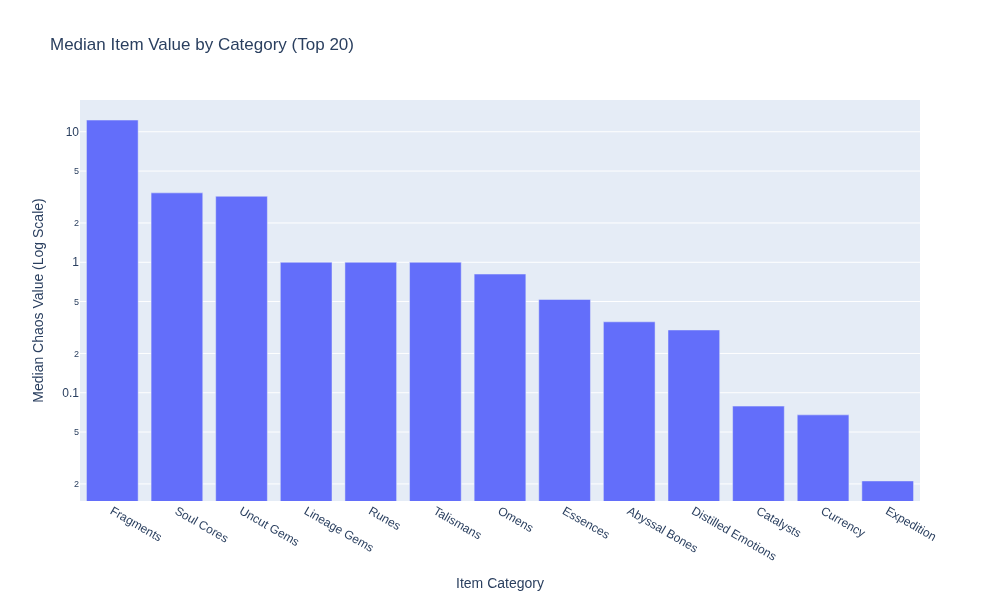 Median Item Value by Category (Top 20)
Median Chaos Value (Log Scale)
10
5
2
1
5
2
0.1
5
2
Fragments
Soul Cores
Uncut Gems
Lineage Gems
Runes
Talismans
Omens
Essences
Abyssal Bones
Distilled Emotions
Catalysts
Currency
Expedition
Item Category